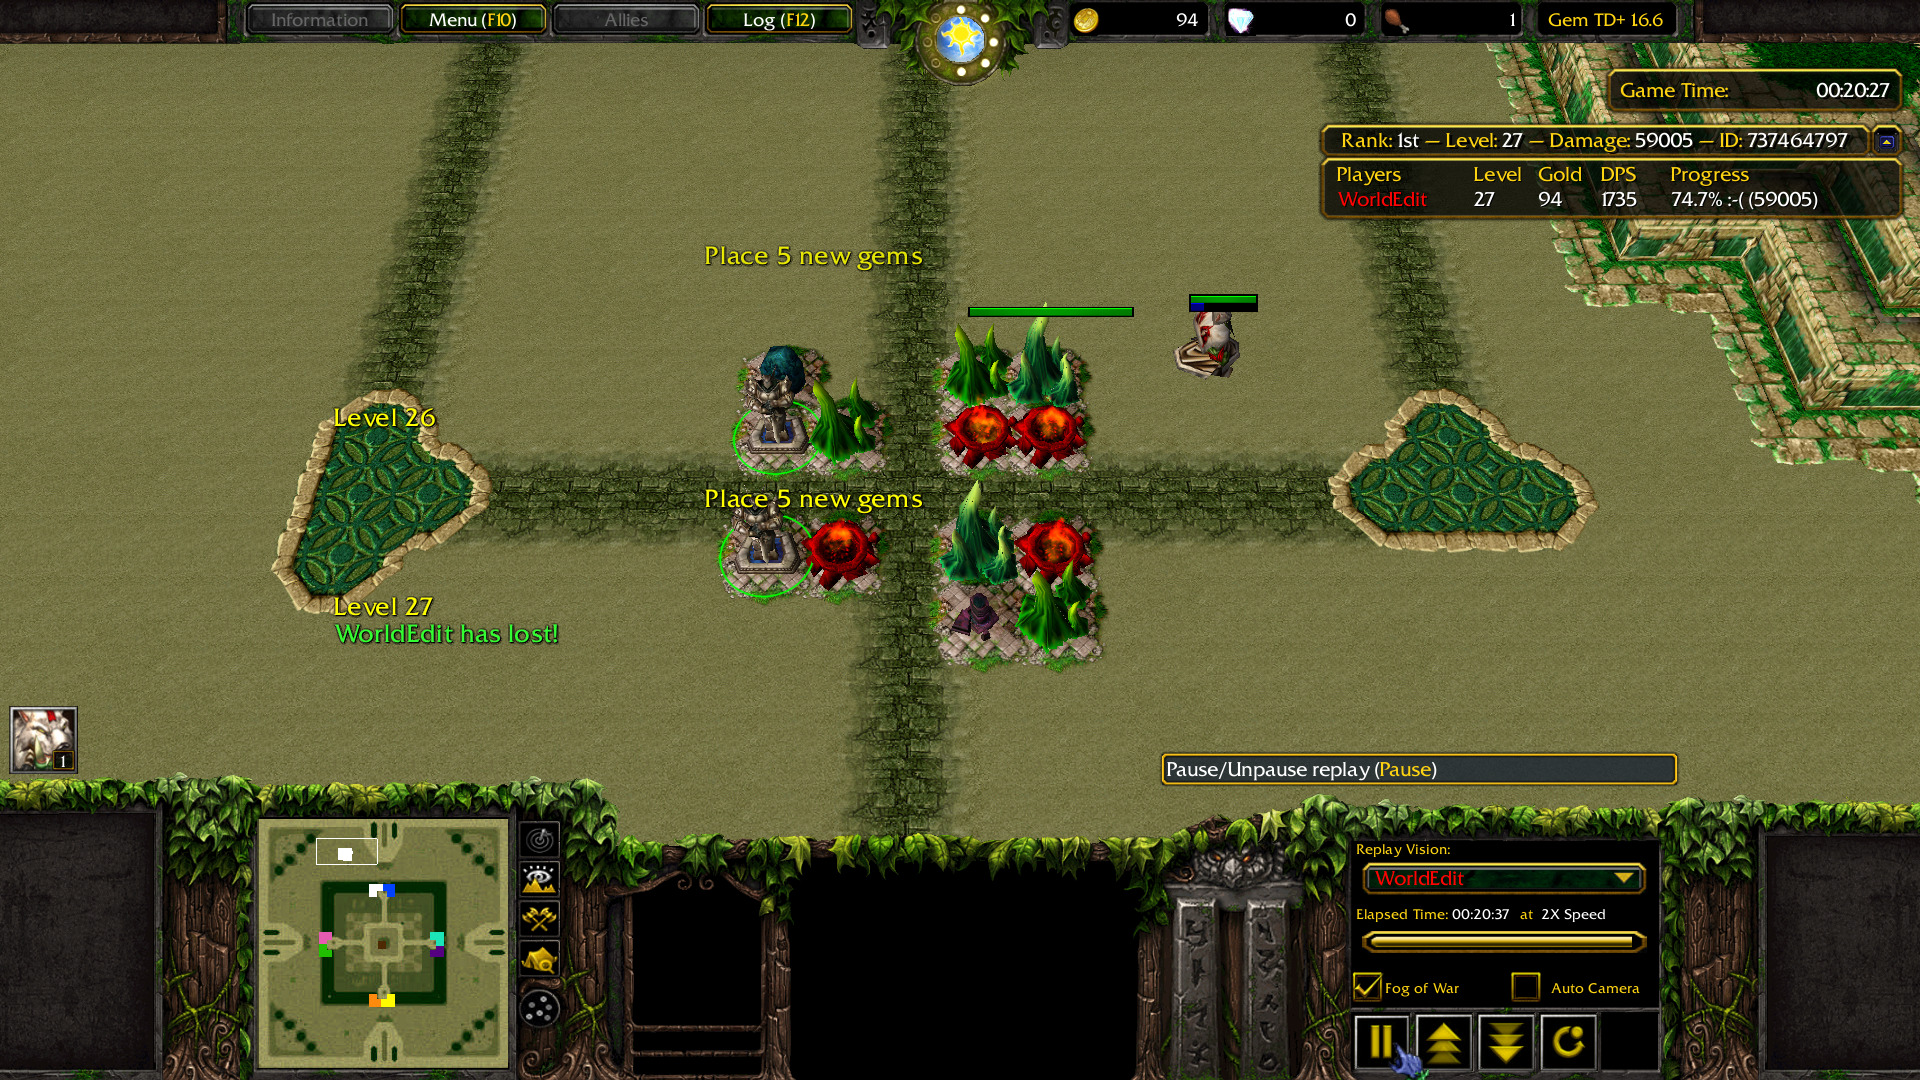 Information
Menu (F10)
Allies
Log (F12)
94
0
1
Gem TD+ 16.6
Game Time: 00:20:27
Rank: 1st – Level: 27 – Damage: 59005 – ID: 737464797
Players Level Gold DPS Progress
WorldEdit 27 94 1735 74.7% :-( (59005)
Place 5 new gems
Level 26
Place 5 new gems
Level 27
WorldEdit has lost!
1
Pause/Unpause replay (Pause)
Replay Vision:
WorldEdit
Elapsed Time: 00:20:37 at 2X Speed
Fog of War
Auto Camera